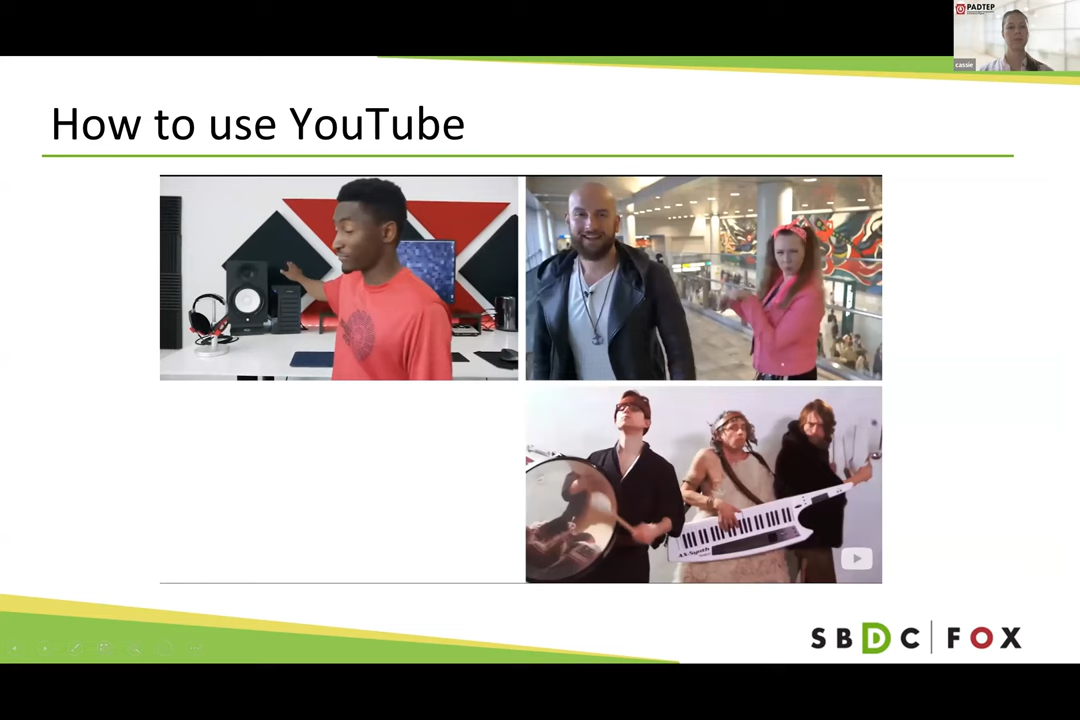 PADTEP
cassie
How to use YouTube
AX-Synth
SBDC | FOX